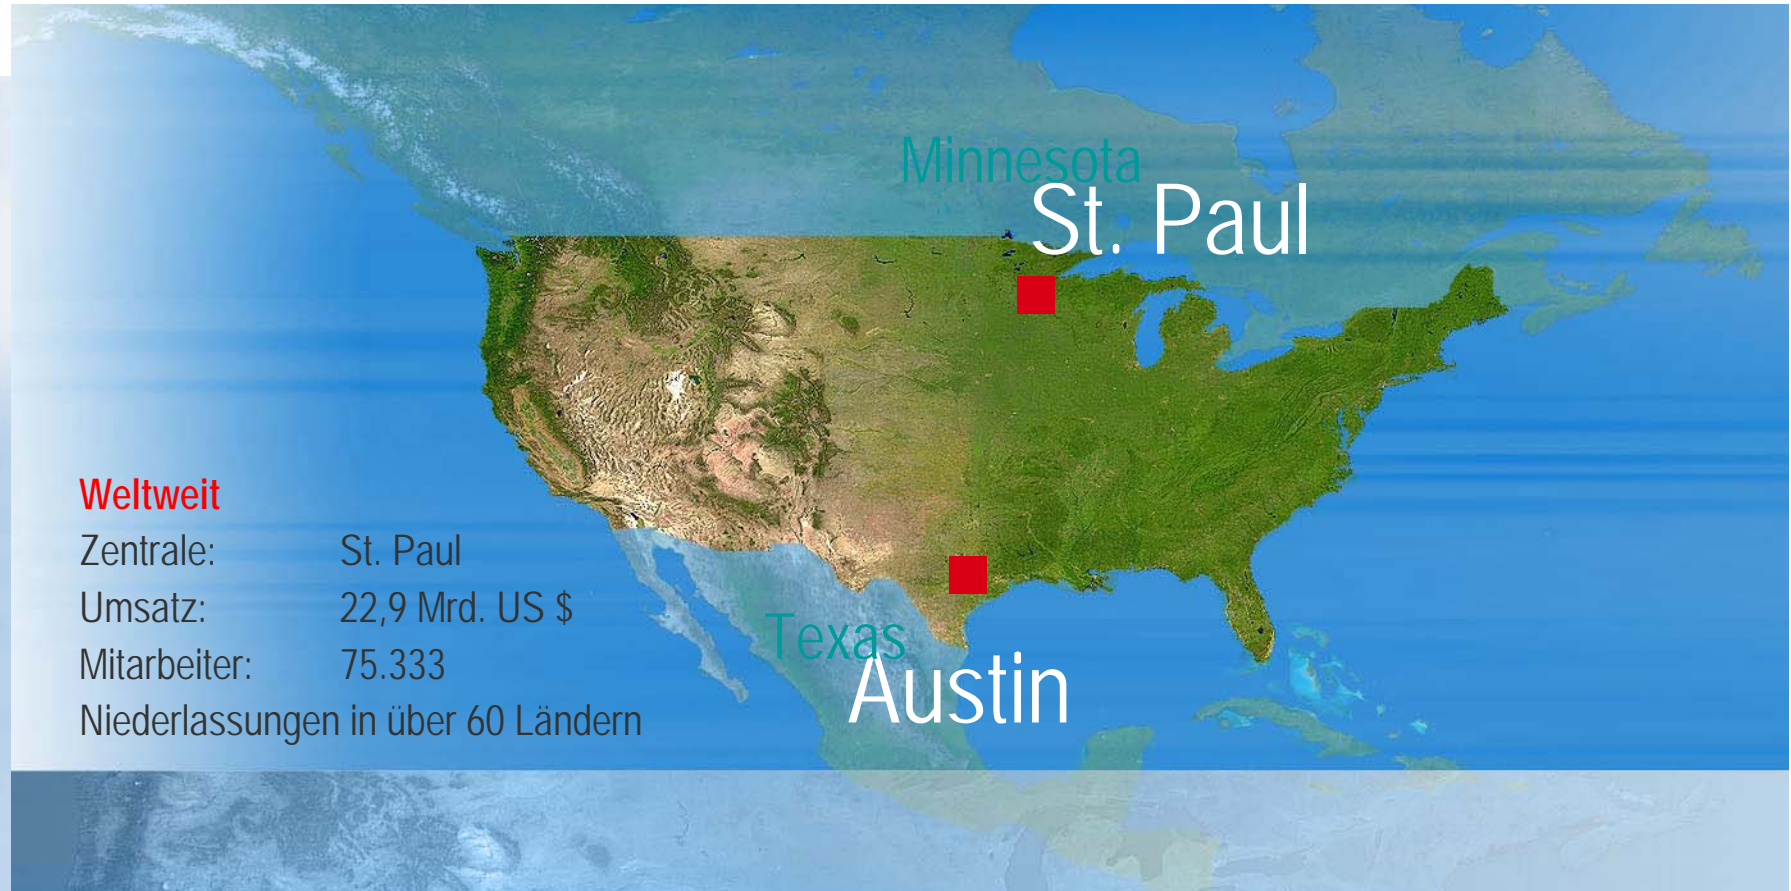 Minnesota
St. Paul
Weltweit
Zentrale: St. Paul
Umsatz: 22,9 Mrd. US $
Mitarbeiter: 75.333
Niederlassungen in über 60 Ländern
Texas
Austin